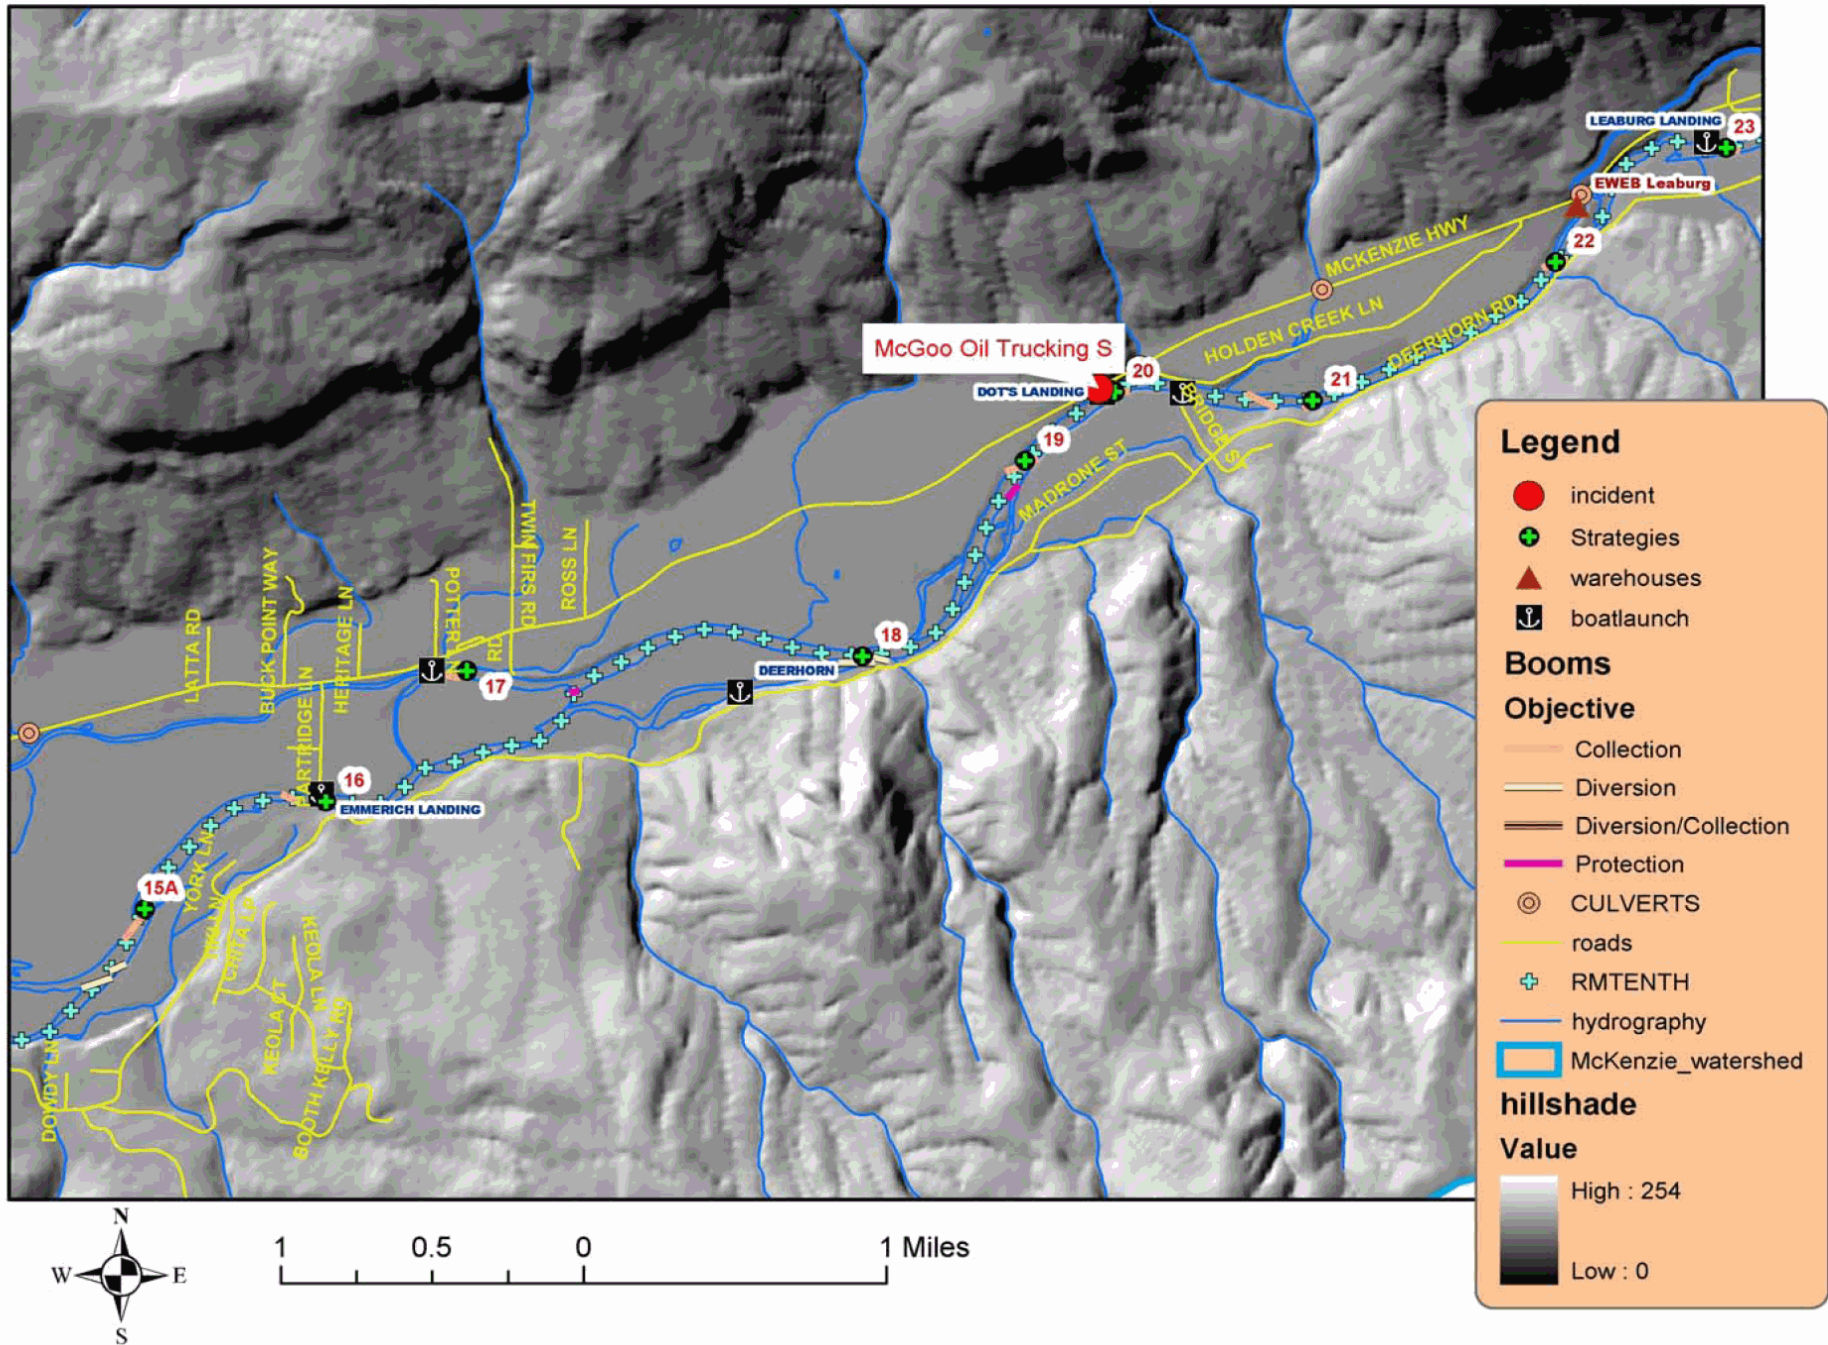 LEABURG LANDING
23
EWEB Leaburg
22
MCKENZIE HWY
HOLDEN CREEK LN
DEERHORN RD
McGoo Oil Trucking S
20
DOT'S LANDING
21
BRIDGE ST
19
MADRONE ST
18
DEERHORN
TWIN FIRS RD
ROSS LN
POTTER LN
RD
17
LATTA RD
BUCK POINT WAY
HERITAGE LN
PARTRIDGE LN
16
EMMERICH LANDING
15A
YORK LN
CHITA LP
KEOLA LN
KEOLA CT
BOOTH KELLY RD
DOWDY LN
Legend
incident
Strategies
warehouses
boatlaunch
Booms
Objective
Collection
Diversion
Diversion/Collection
Protection
CULVERTS
roads
RMTENTH
hydrography
McKenzie_watershed
hillshade
Value
High : 254
Low : 0
N
W E
S
1 0.5 0 1 Miles